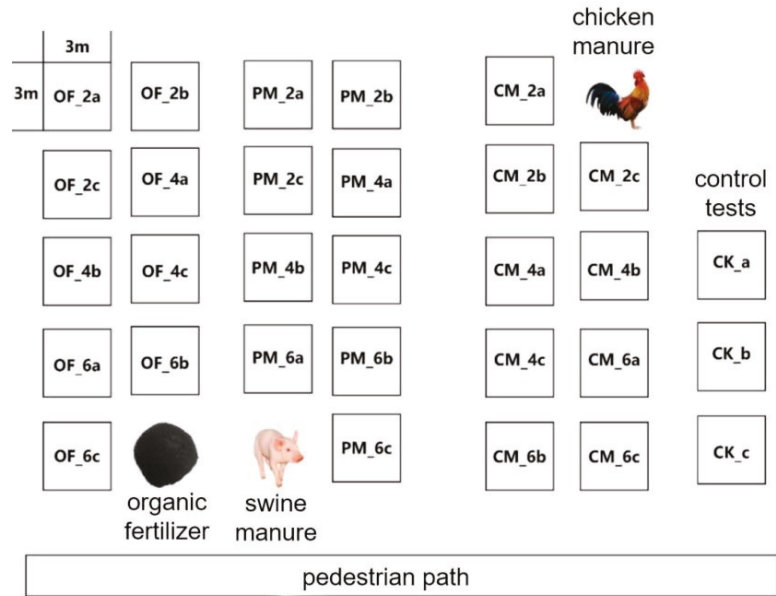 chicken
manure
3m
3m
OF_2a
OF_2b
PM_2a
PM_2b
CM_2a
OF_2c
OF_4a
PM_2c
PM_4a
CM_2b
CM_2c
control
tests
OF_4b
OF_4c
PM_4b
PM_4c
CM_4a
CM_4b
CK_a
OF_6a
OF_6b
PM_6a
PM_6b
CM_4c
CM_6a
CK_b
OF_6c
PM_6c
CM_6b
CM_6c
CK_c
organic
fertilizer
swine
manure
pedestrian path